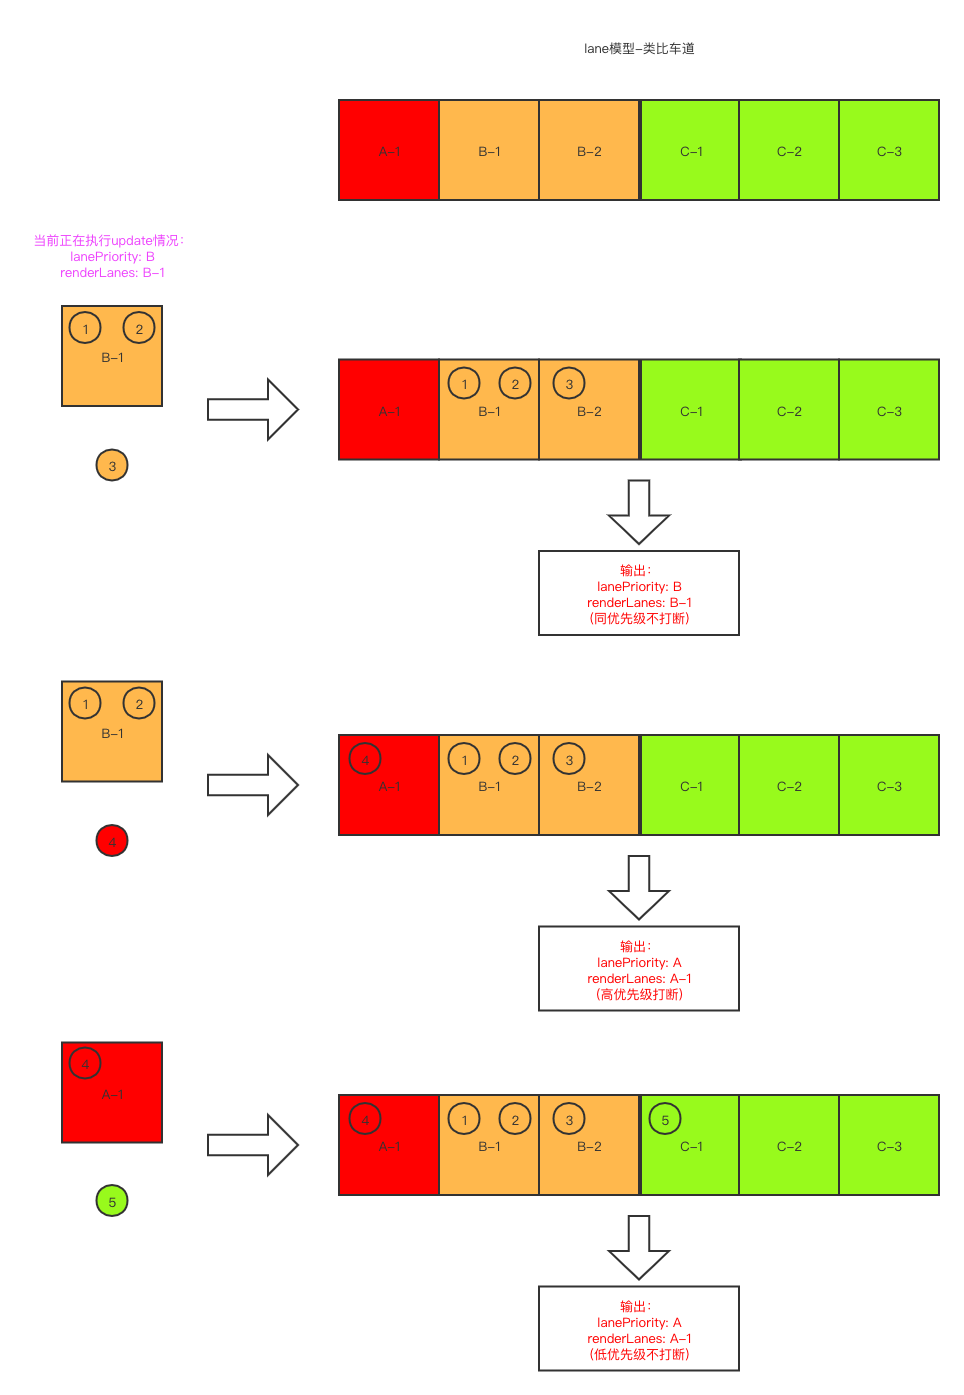 lane模型-类比车道
A-1 B-1 B-2 C-1 C-2 C-3
当前正在执行update情况：
lanePriority: B
renderLanes: B-1
1 2
B-1
3
1 2 3
A-1 B-1 B-2 C-1 C-2 C-3
输出：
lanePriority: B
renderLanes: B-1
(同优先级不打断)
1 2
B-1
4
4 1 2 3
A-1 B-1 B-2 C-1 C-2 C-3
输出：
lanePriority: A
renderLanes: A-1
(高优先级打断)
4
A-1
5
4 1 2 3 5
A-1 B-1 B-2 C-1 C-2 C-3
输出：
lanePriority: A
renderLanes: A-1
(低优先级不打断)